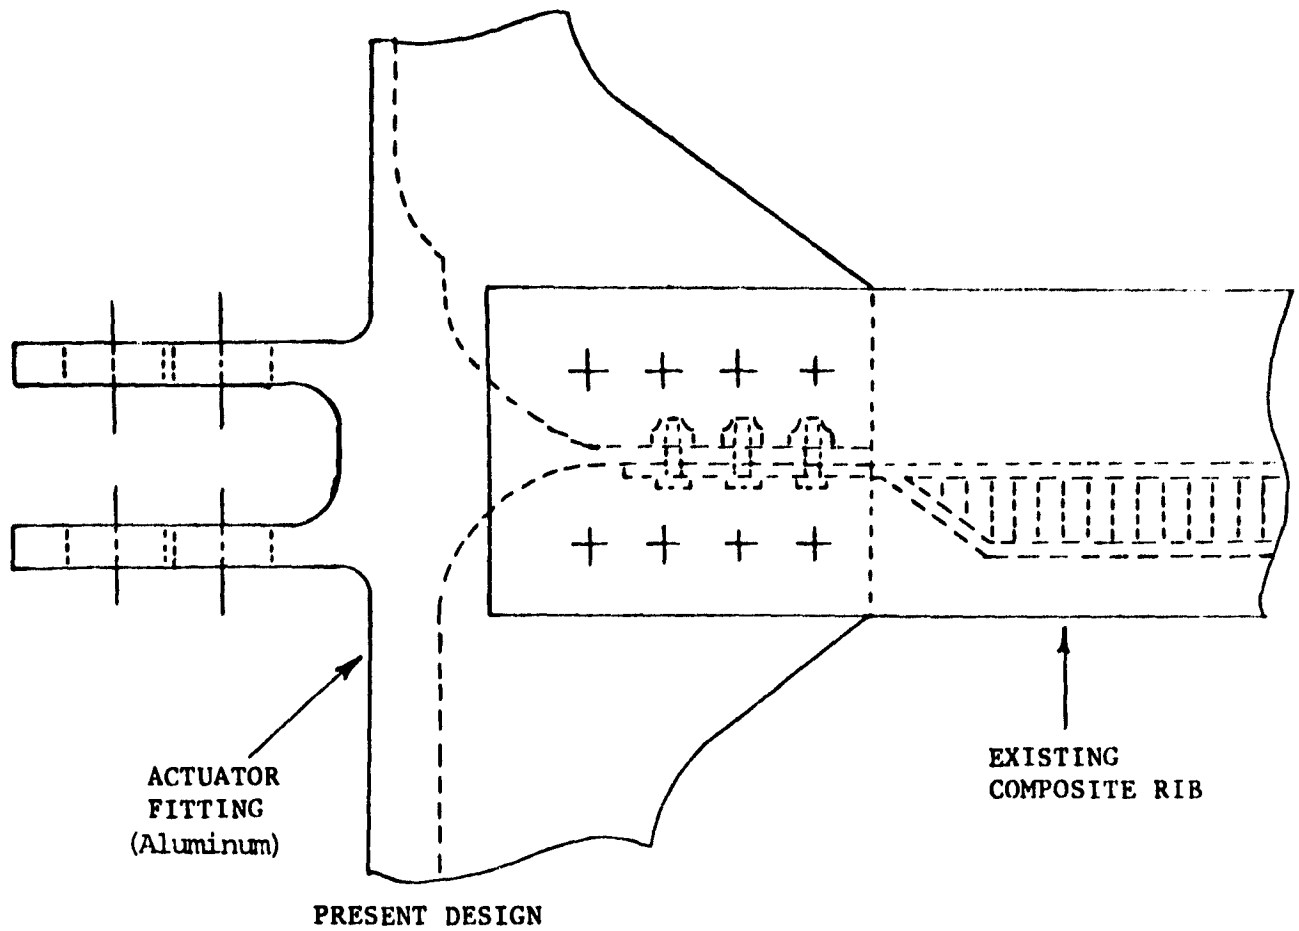 ACTUATOR
FITTING
(Aluminum)
EXISTING
COMPOSITE RIB
PRESENT DESIGN